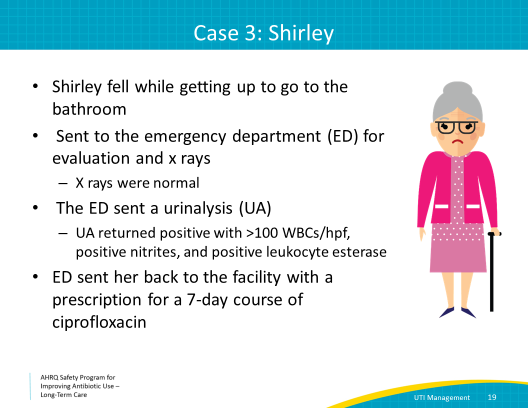 Case 3: Shirley
• Shirley fell while getting up to go to the
bathroom
• Sent to the emergency department (ED) for
evaluation and x rays
– X rays were normal
• The ED sent a urinalysis (UA)
– UA returned positive with >100 WBCs/hpf,
positive nitrites, and positive leukocyte esterase
• ED sent her back to the facility with a
prescription for a 7-day course of
ciprofloxacin
AHRQ Safety Program for
Improving Antibiotic Use –
Long-Term Care
UTI Management 19